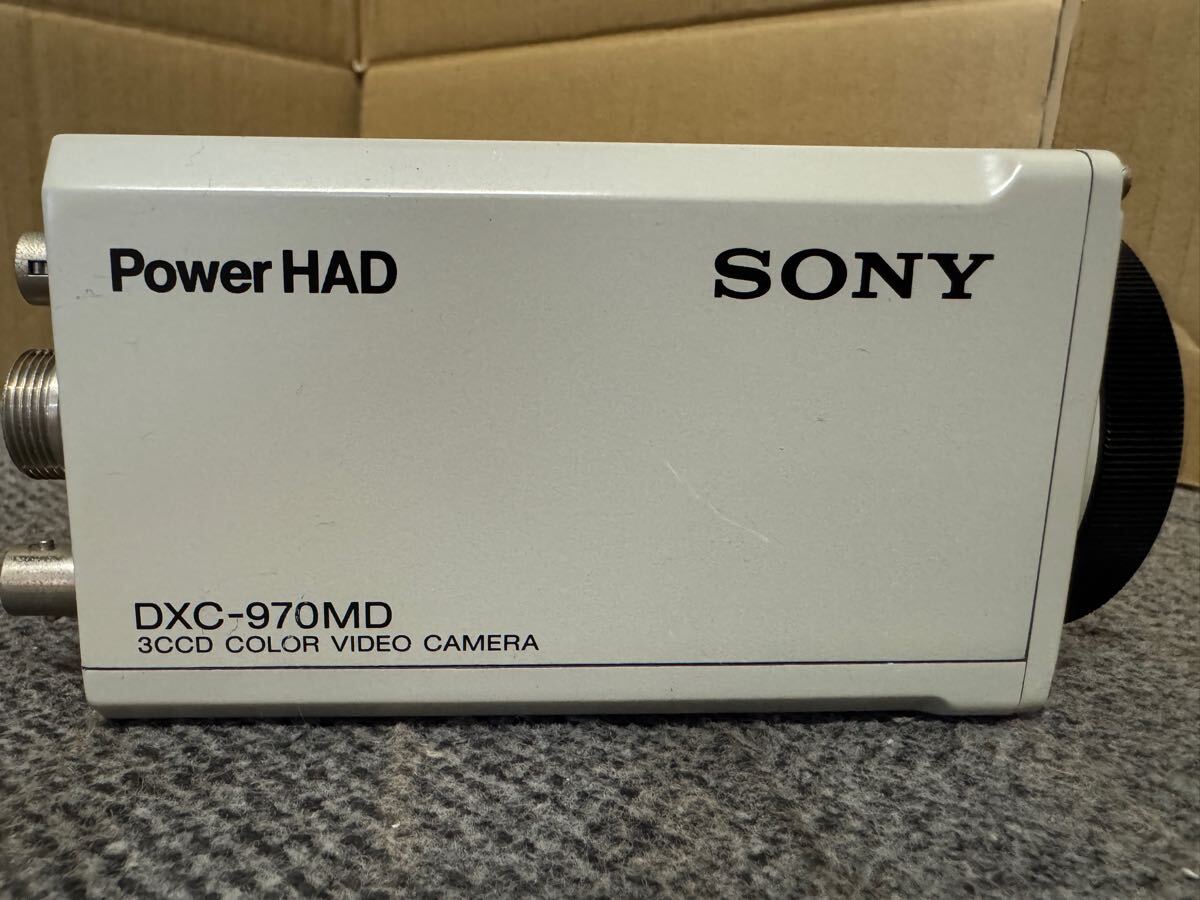 Power HAD
SONY
DXC-970MD
3CCD COLOR VIDEO CAMERA